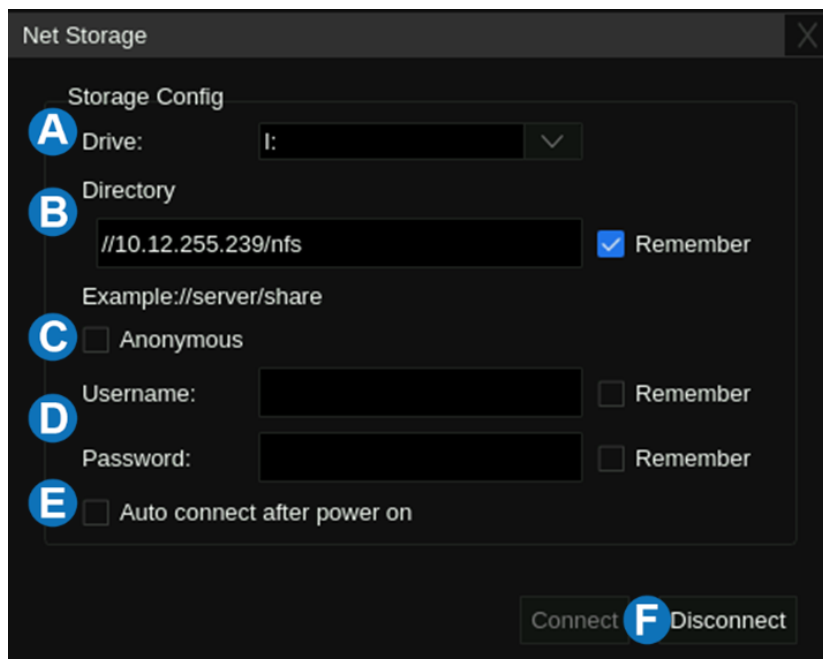 Net Storage X
Storage Config
A Drive: I:
Directory
B
//10.12.255.239/nfs Remember
Example://server/share
C Anonymous
Username: Remember
D
Password: Remember
E Auto connect after power on
Connect F Disconnect